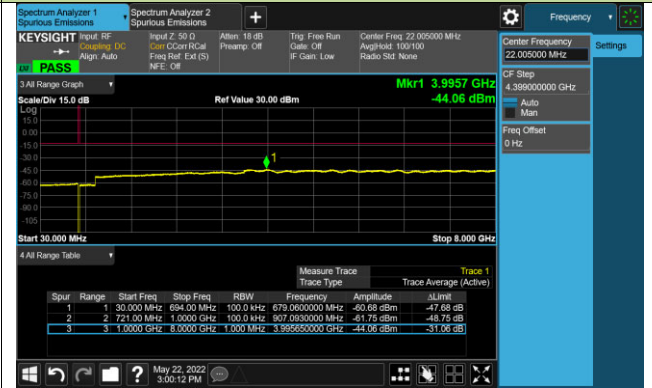 Spectrum Analyzer 1
Spurious Emissions
Spectrum Analyzer 2
Spurious Emissions
+
Frequency
KEYSIGHT
Input: RF
Coupling: DC
Align: Auto
Input Z: 50 Ω
Corr CCorr RCal
Freq Ref: Ext (S)
NFE: Off
Atten: 18 dB
Preamp: Off
Trig: Free Run
Gate: Off
IF Gain: Low
Center Freq: 22.005000 MHz
Avg|Hold: 100/100
Radio Std: None
PASS
Center Frequency
22.005000 MHz
Settings
CF Step
4.399000000 GHz
Auto
Man
Freq Offset
0 Hz
3 All Range Graph
Mkr1 3.9957 GHz
Scale/Div 15.0 dB
Ref Value 30.00 dBm
-44.06 dBm
Log
15.0
0.00
-15.0
-30.0
-45.0
-60.0
-75.0
-90.0
-105
1
Start 30.000 MHz
Stop 8.000 GHz
4 All Range Table
Measure Trace Trace 1
Trace Type Trace Average (Active)
Spur Range Start Freq Stop Freq RBW Frequency Amplitude ΔLimit
1 1 30.000 MHz 694.00 MHz 100.0 kHz 679.0600000 MHz -60.68 dBm -47.68 dB
2 2 721.00 MHz 1.0000 GHz 100.0 kHz 907.0930000 MHz -61.75 dBm -48.75 dB
3 3 1.0000 GHz 8.0000 GHz 1.000 MHz 3.995650000 GHz -44.06 dBm -31.06 dB
?
May 22, 2022
3:00:12 PM